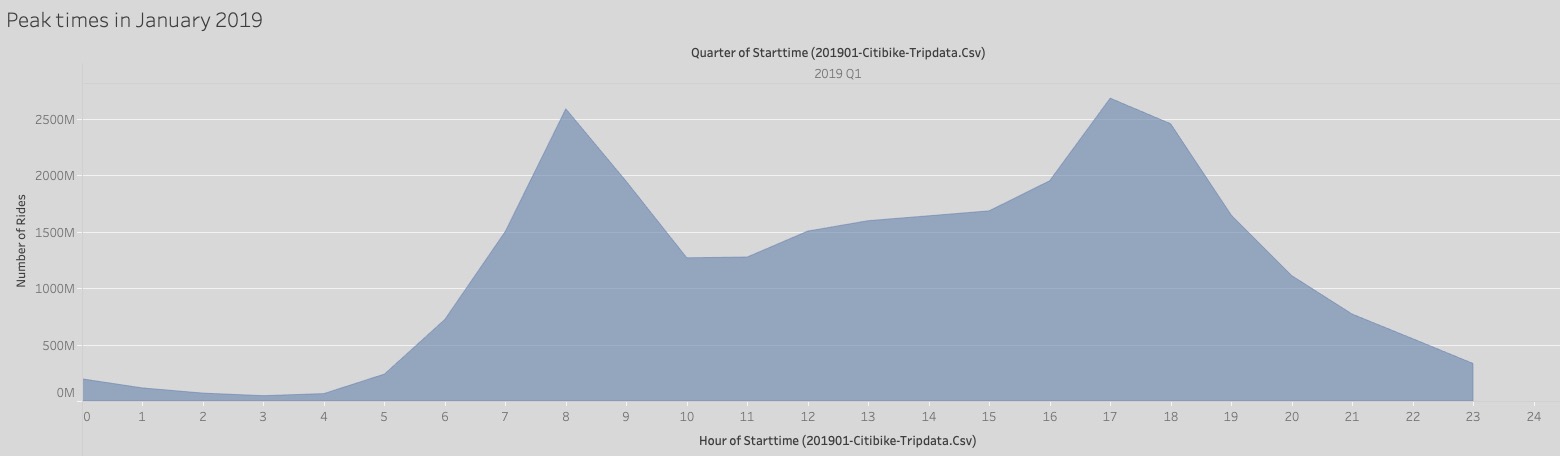 Peak times in January 2019
Quarter of Starttime (201901-Citibike-Tripdata.Csv)
2019 Q1
Number of Rides
2500M
2000M
1500M
1000M
500M
0M
0 1 2 3 4 5 6 7 8 9 10 11 12 13 14 15 16 17 18 19 20 21 22 23 24
Hour of Starttime (201901-Citibike-Tripdata.Csv)